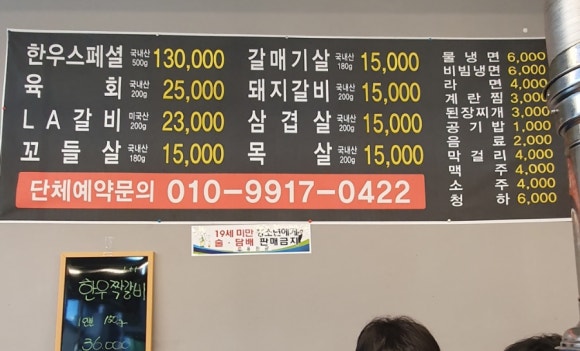 한우스페셜 국내산 500g 130,000
육회 국내산 200g 25,000
LA갈비 미국산 200g 23,000
꼬들살 국내산 180g 15,000
갈매기살 국내산 180g 15,000
돼지갈비 국내산 200g 15,000
삼겹살 국내산 200g 15,000
목살 국내산 200g 15,000
물냉면 6,000
비빔냉면 6,000
라면 4,000
계란찜 3,000
된장찌개 3,000
공기밥 1,000
음료 2,000
막걸리 4,000
맥주 4,000
소주 4,000
청하 6,000
단체예약문의 010-9917-0422
19세 미만 청소년에게
술·담배 판매금지
한우짝갈비
36,000